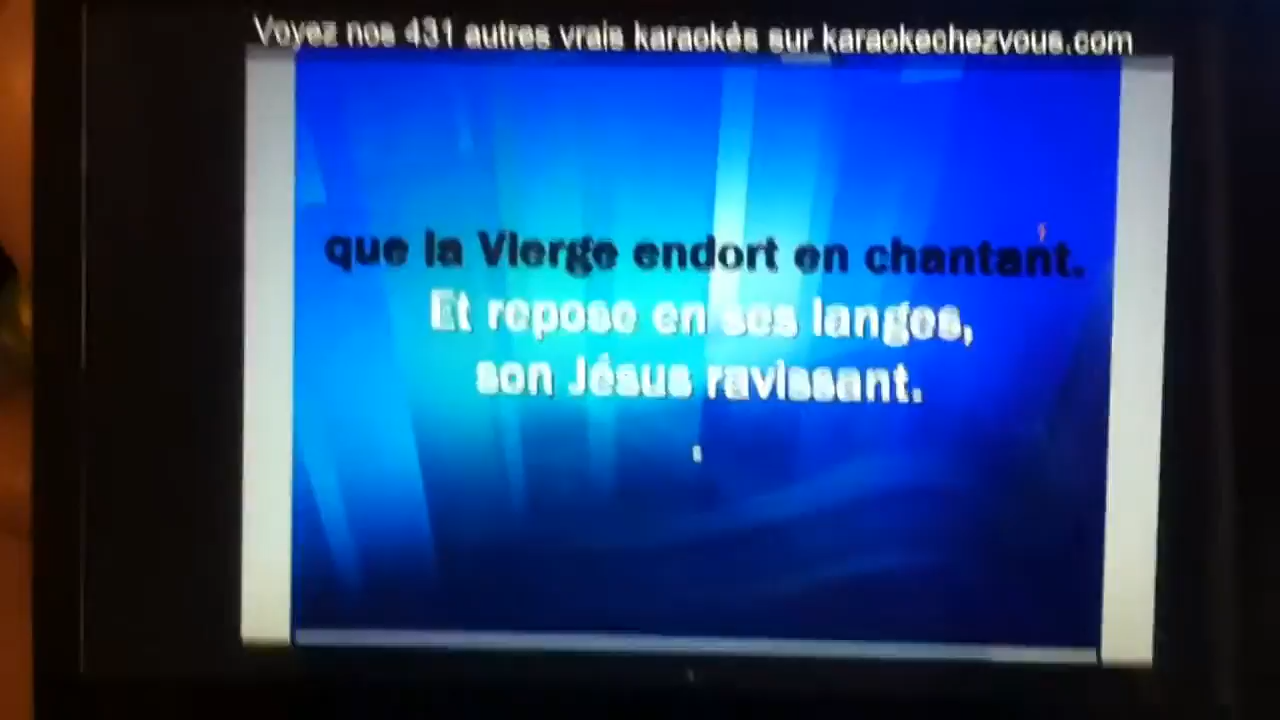 Voyez nos 431 autres vrais karaokés sur karaokechezvous.com
que la Vierge endort en chantant.
Et repose en ses langes,
son Jésus ravissant.